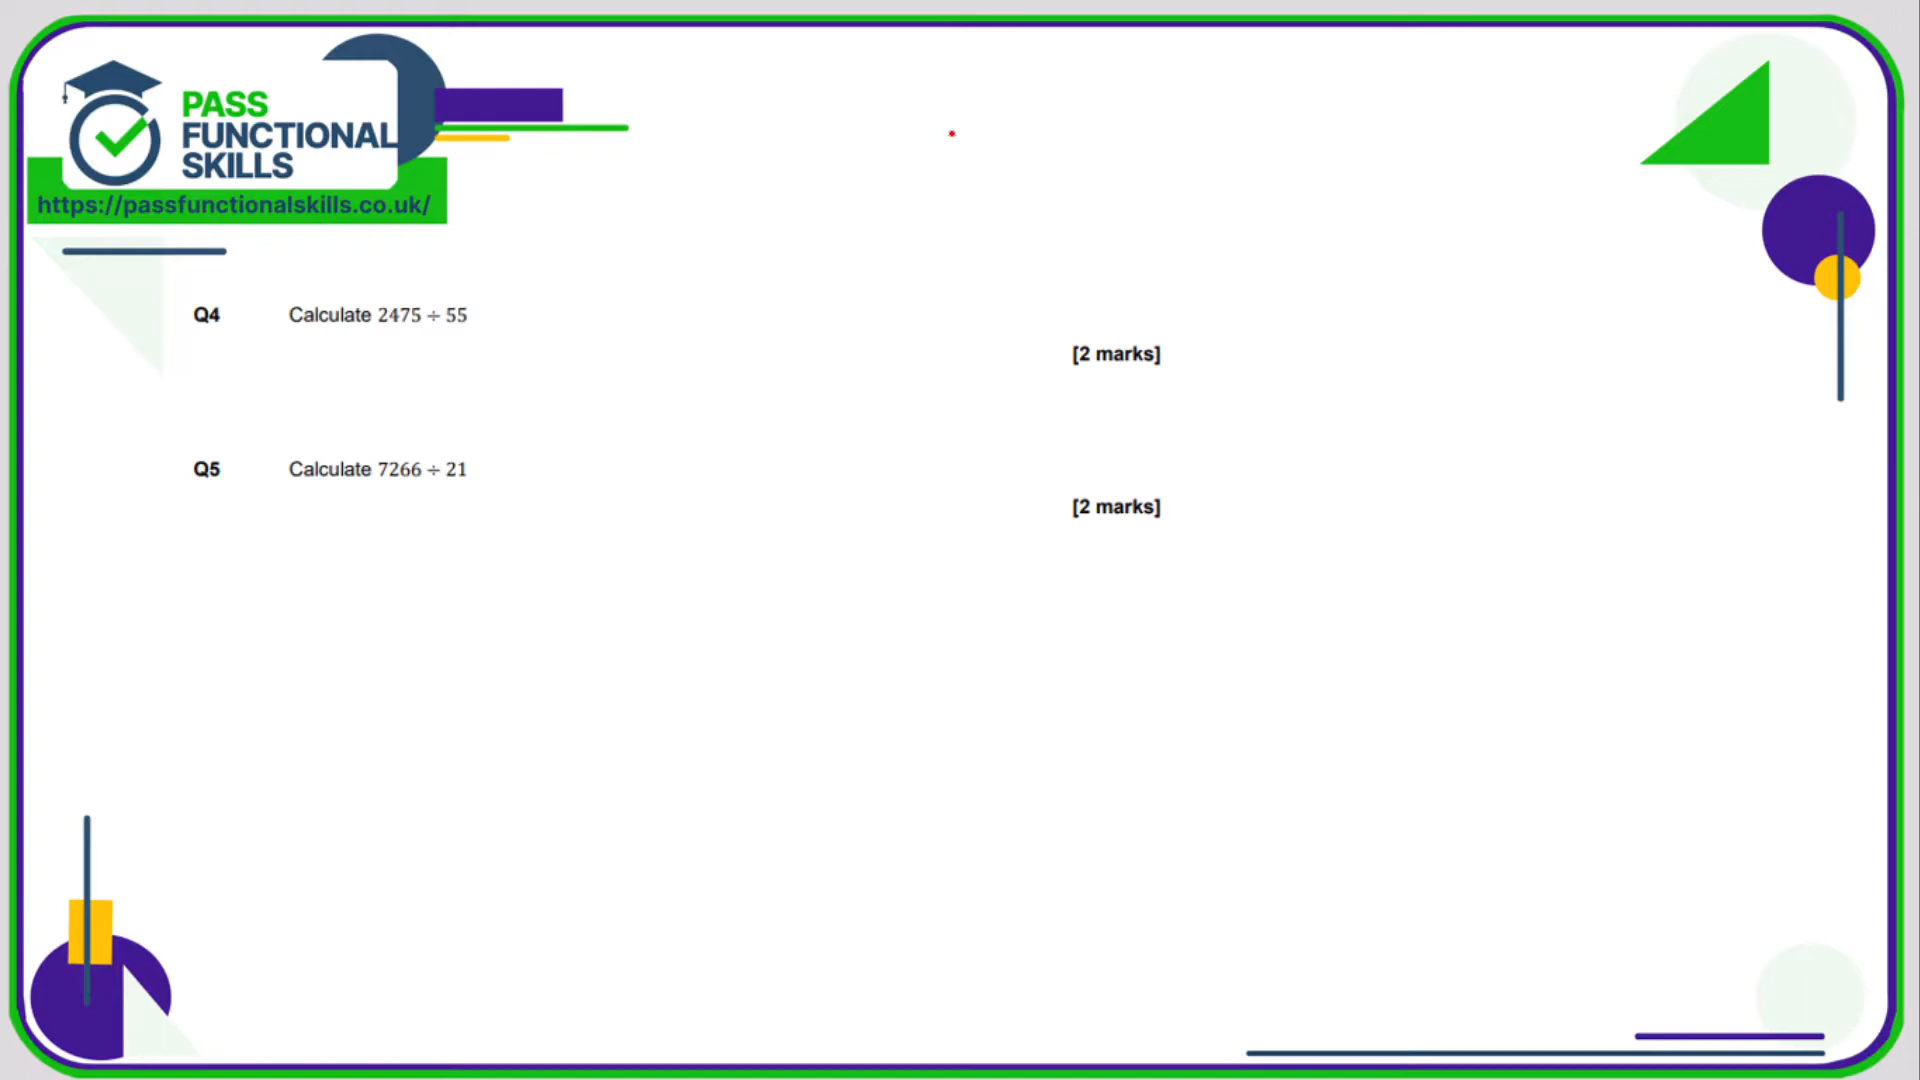 PASS
FUNCTIONAL
SKILLS
https://passfunctionalskills.co.uk/
Q4 Calculate 2475 ÷ 55
[2 marks]
Q5 Calculate 7266 ÷ 21
[2 marks]